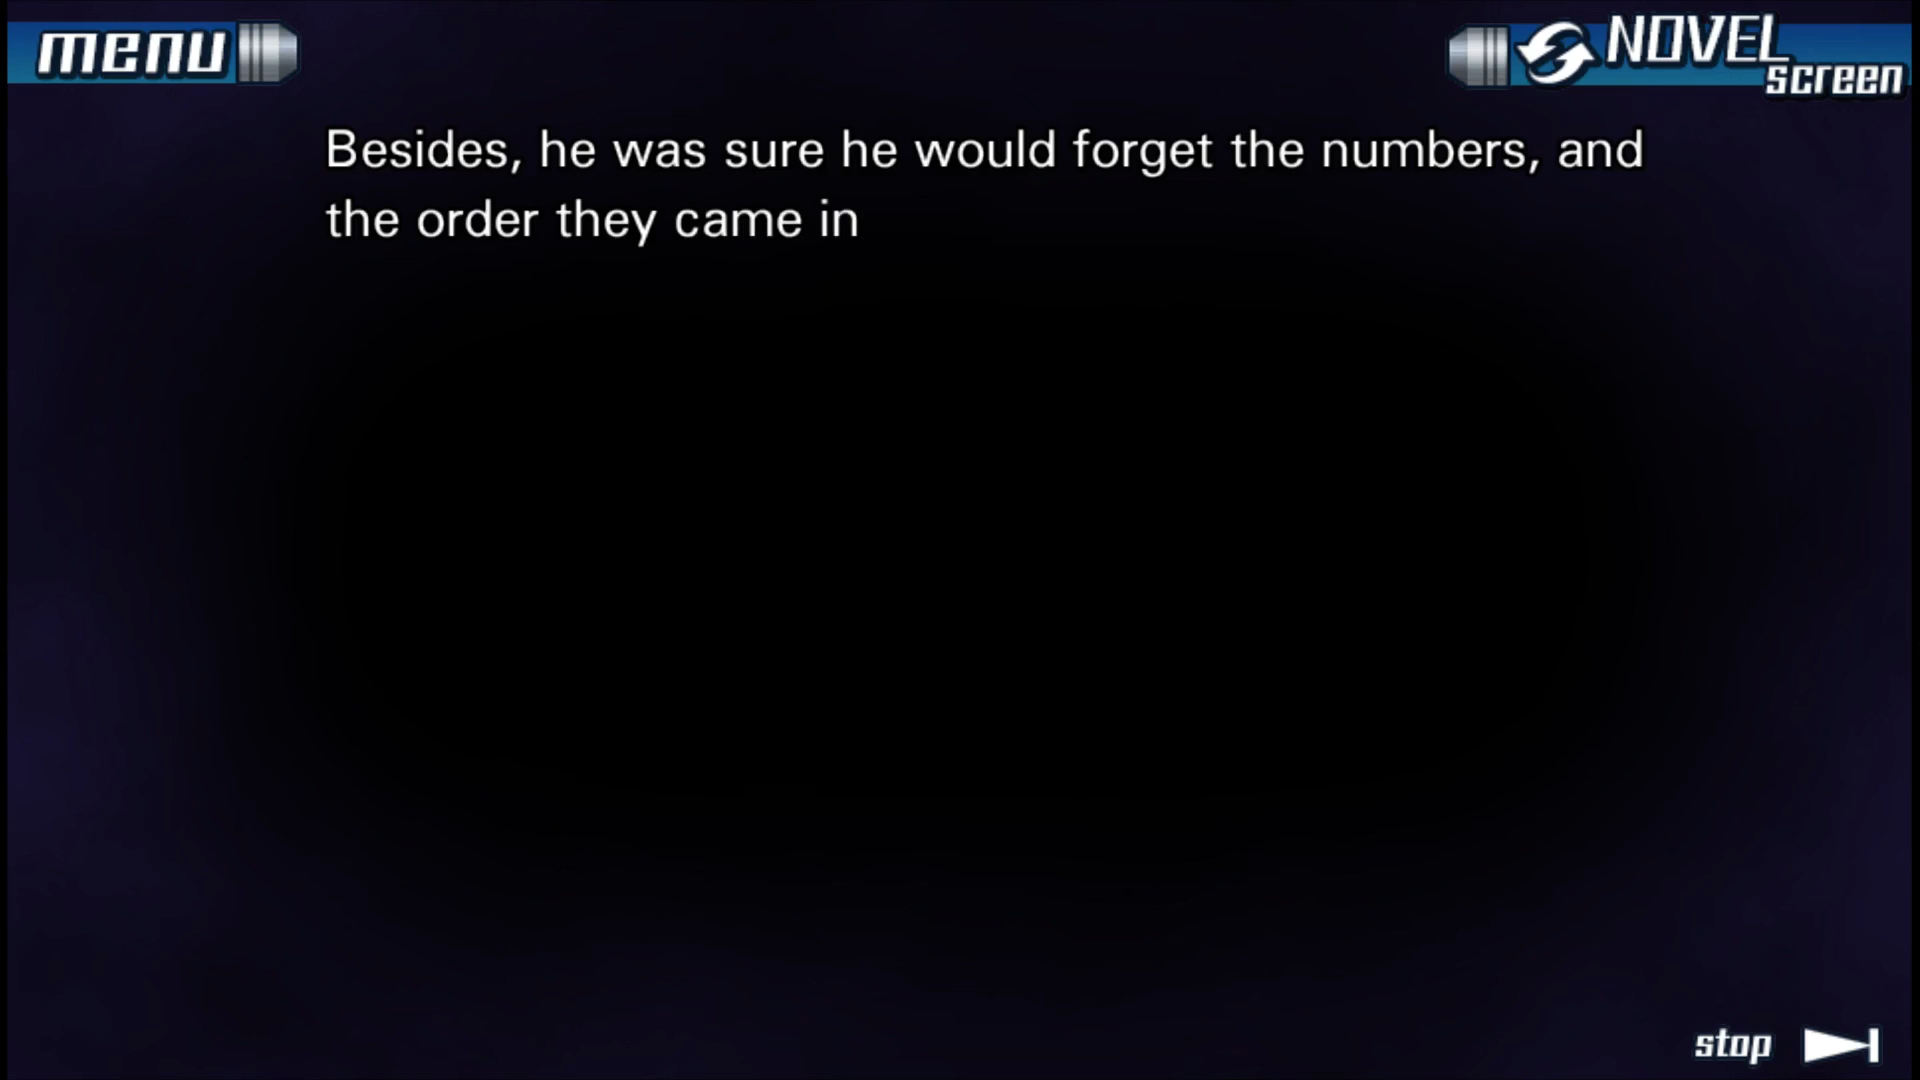 menu
NOVEL
screen
Besides, he was sure he would forget the numbers, and
the order they came in
stop